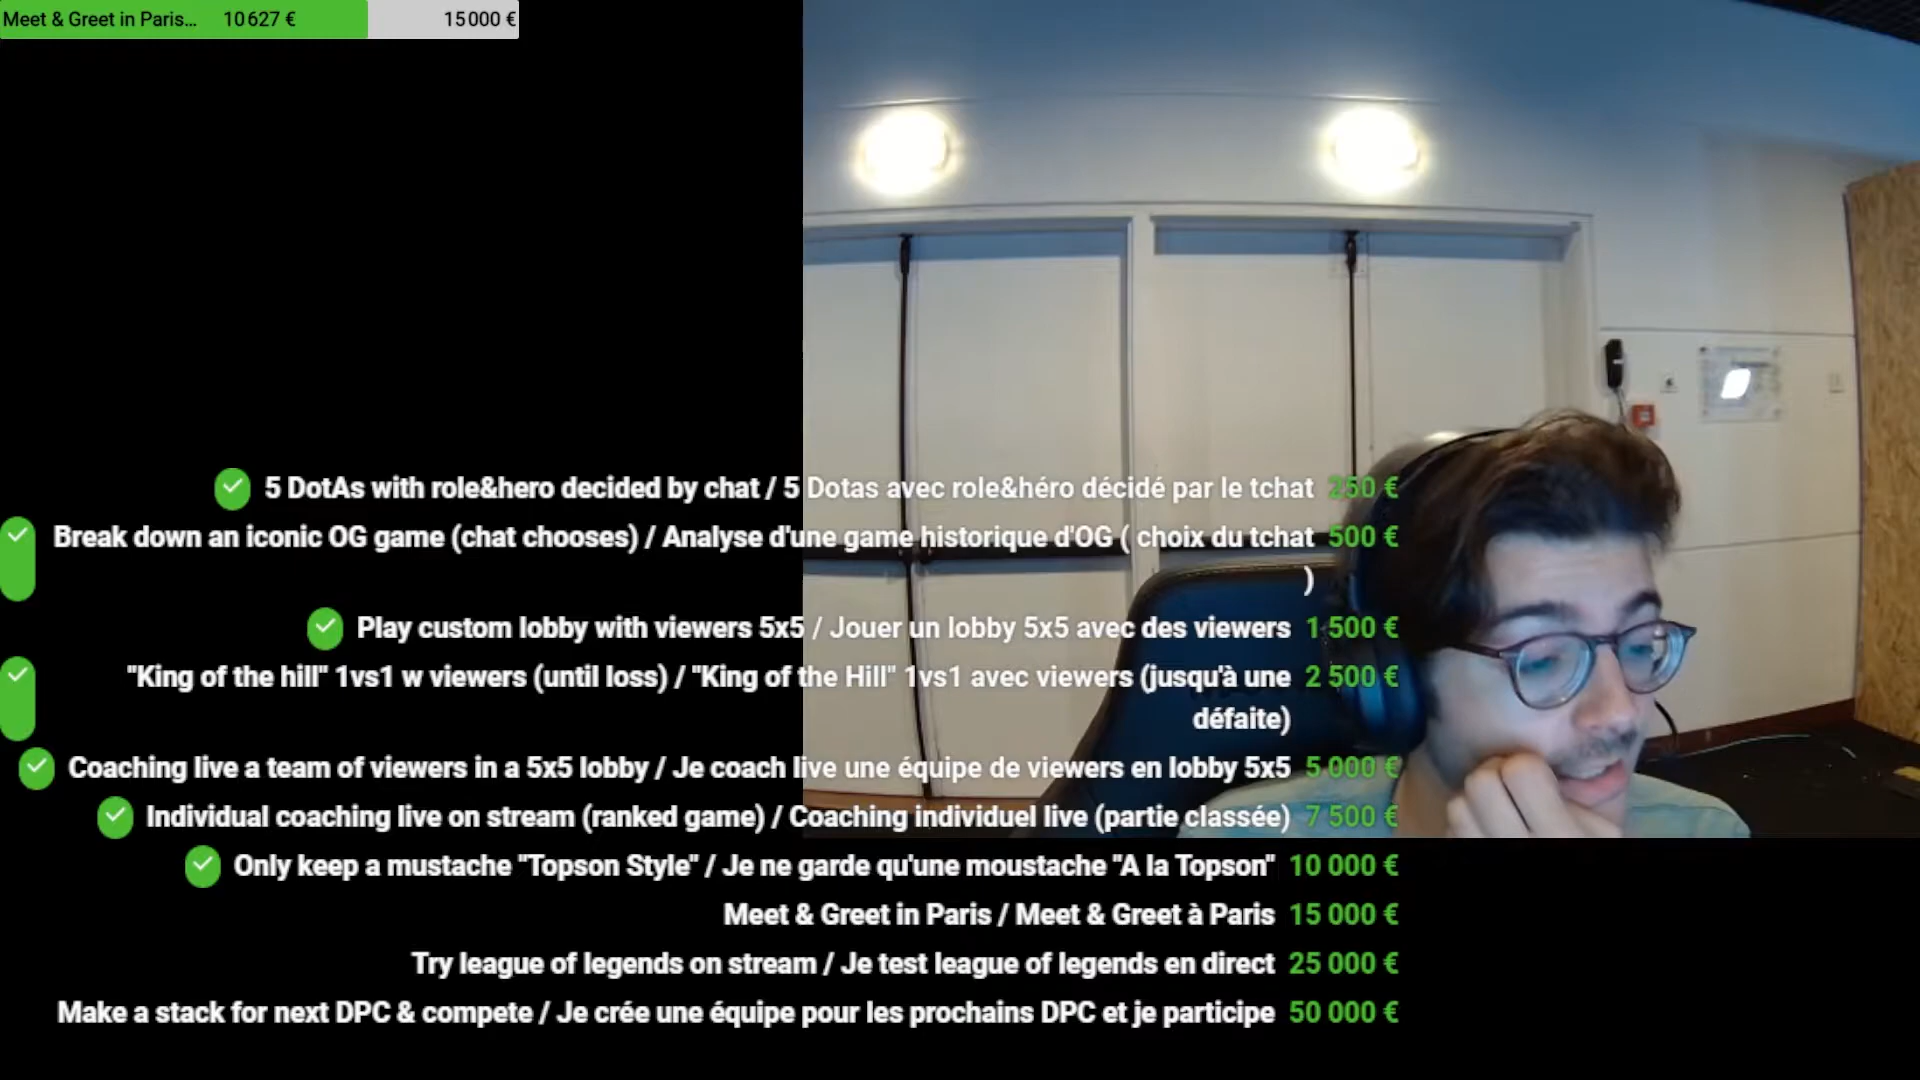 Meet & Greet in Paris... 10 627 € 15 000 €
5 DotAs with role&hero decided by chat / 5 Dotas avec role&héro décidé par le tchat 250 €
Break down an iconic OG game (chat chooses) / Analyse d'une game historique d'OG ( choix du tchat 500 €
)
Play custom lobby with viewers 5x5 / Jouer un lobby 5x5 avec des viewers 1 500 €
"King of the hill" 1vs1 w viewers (until loss) / "King of the Hill" 1vs1 avec viewers (jusqu'à une 2 500 €
défaite)
Coaching live a team of viewers in a 5x5 lobby / Je coach live une équipe de viewers en lobby 5x5 5 000 €
Individual coaching live on stream (ranked game) / Coaching individuel live (partie classée) 7 500 €
Only keep a mustache "Topson Style" / Je ne garde qu'une moustache "A la Topson" 10 000 €
Meet & Greet in Paris / Meet & Greet à Paris 15 000 €
Try league of legends on stream / Je test league of legends en direct 25 000 €
Make a stack for next DPC & compete / Je crée une équipe pour les prochains DPC et je participe 50 000 €